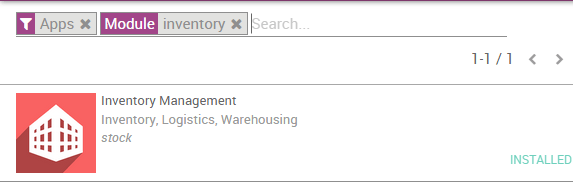 Apps Module inventory Search...
1-1 / 1
Inventory Management
Inventory, Logistics, Warehousing
stock
INSTALLED